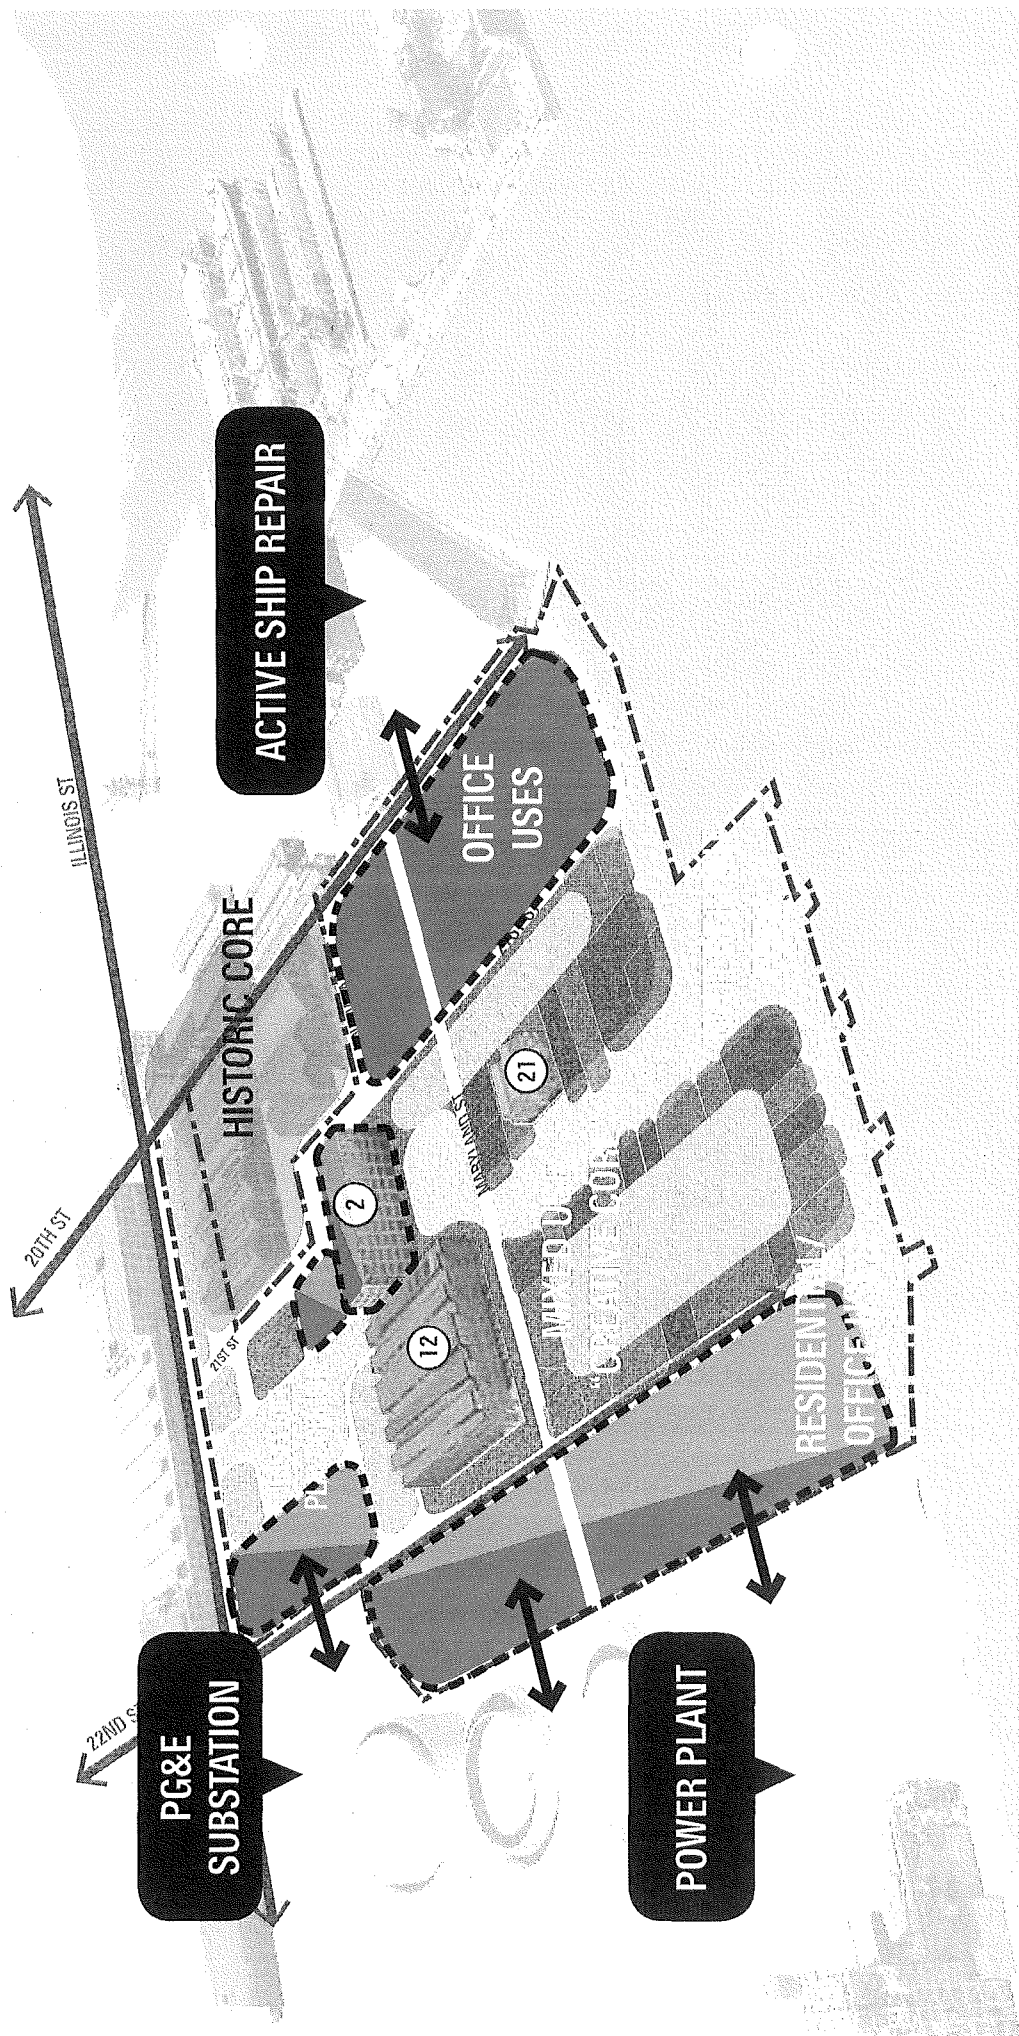 ILLINOIS ST
20TH ST
22ND
21ST ST
HISTORIC CORE
ACTIVE SHIP REPAIR
OFFICE
USES
MARYLAND ST
2
12
21
MIXED
PG&E
SUBSTATION
POWER PLANT